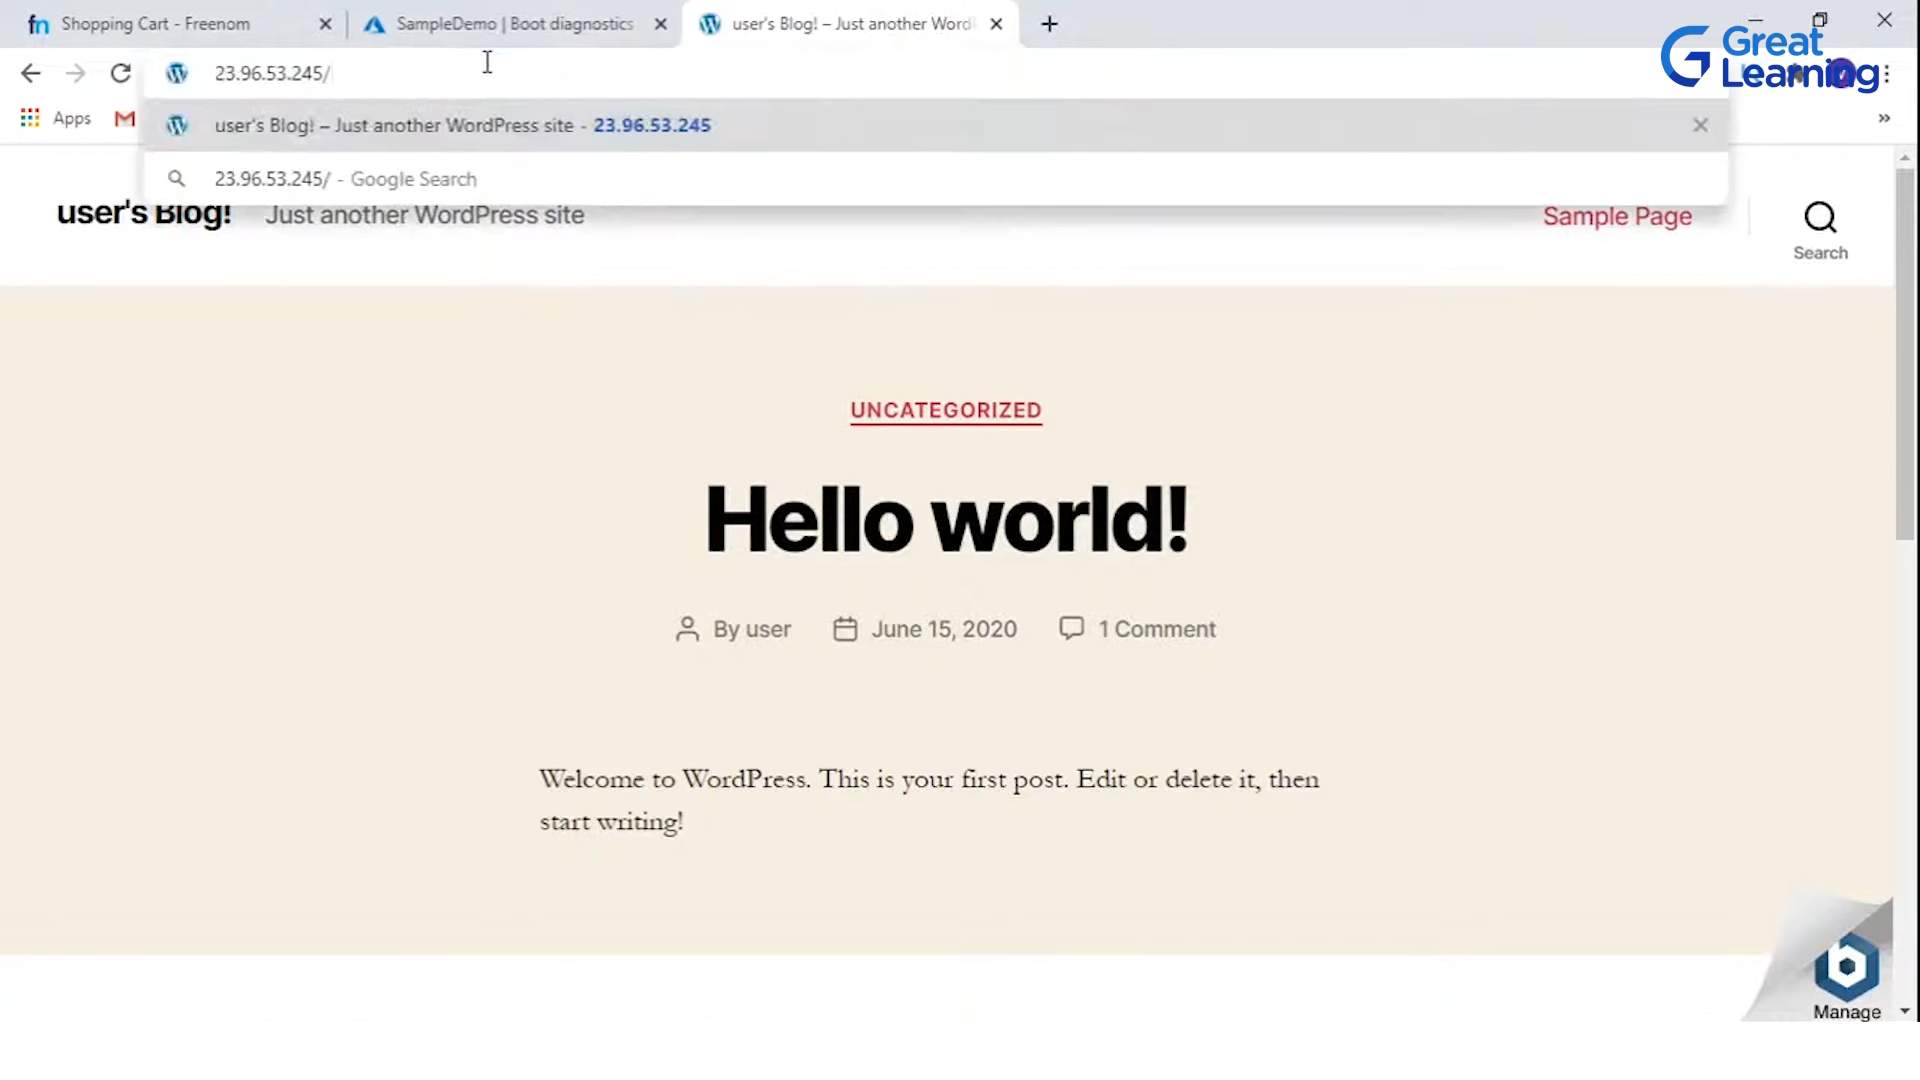 Shopping Cart - Freenom
SampleDemo | Boot diagnostics
user's Blog! – Just another Word
Great Learning
23.96.53.245/
Apps
user's Blog! – Just another WordPress site - 23.96.53.245
23.96.53.245/ - Google Search
»
user's Blog!
Just another WordPress site
Sample Page
Search
UNCATEGORIZED
Hello world!
By user
June 15, 2020
1 Comment
Welcome to WordPress. This is your first post. Edit or delete it, then
start writing!
Manage